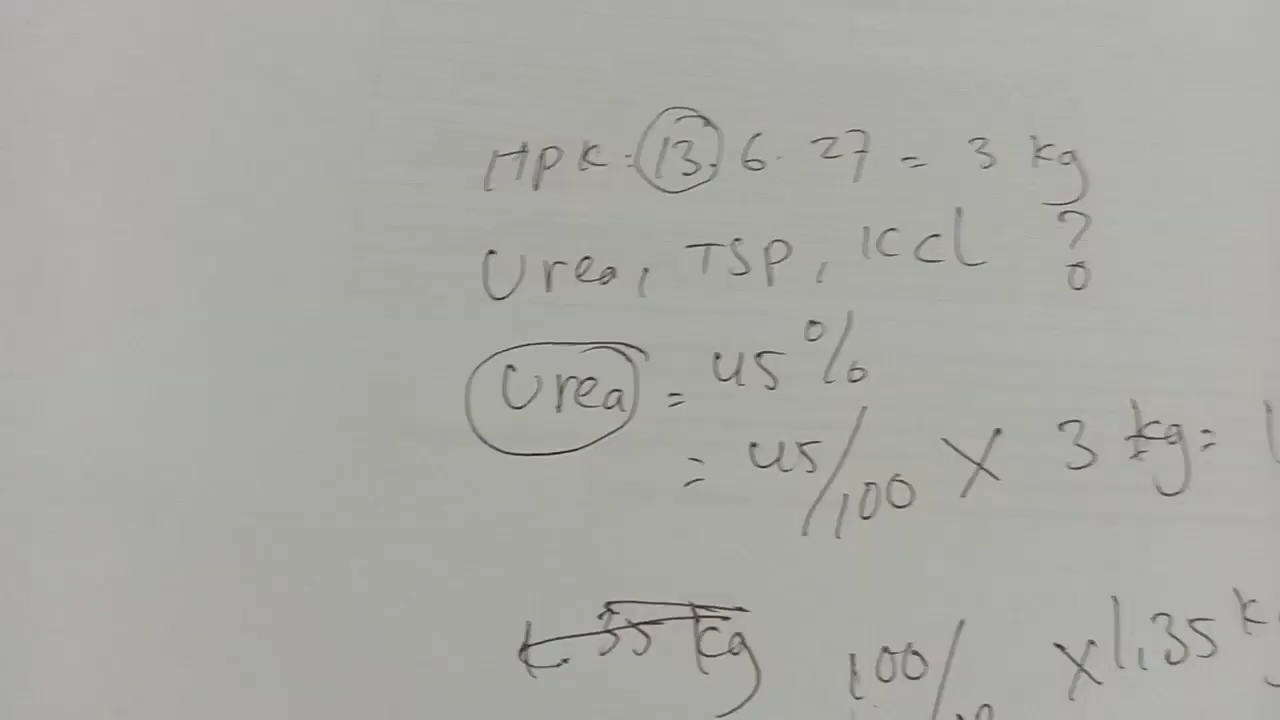 HPK : 13. 6. 27 = 3 kg
Urea, TSP, KCl ?
Urea = 45 %
= 45/100 X 3 kg =
1.35 kg 100/ x 1,35 k